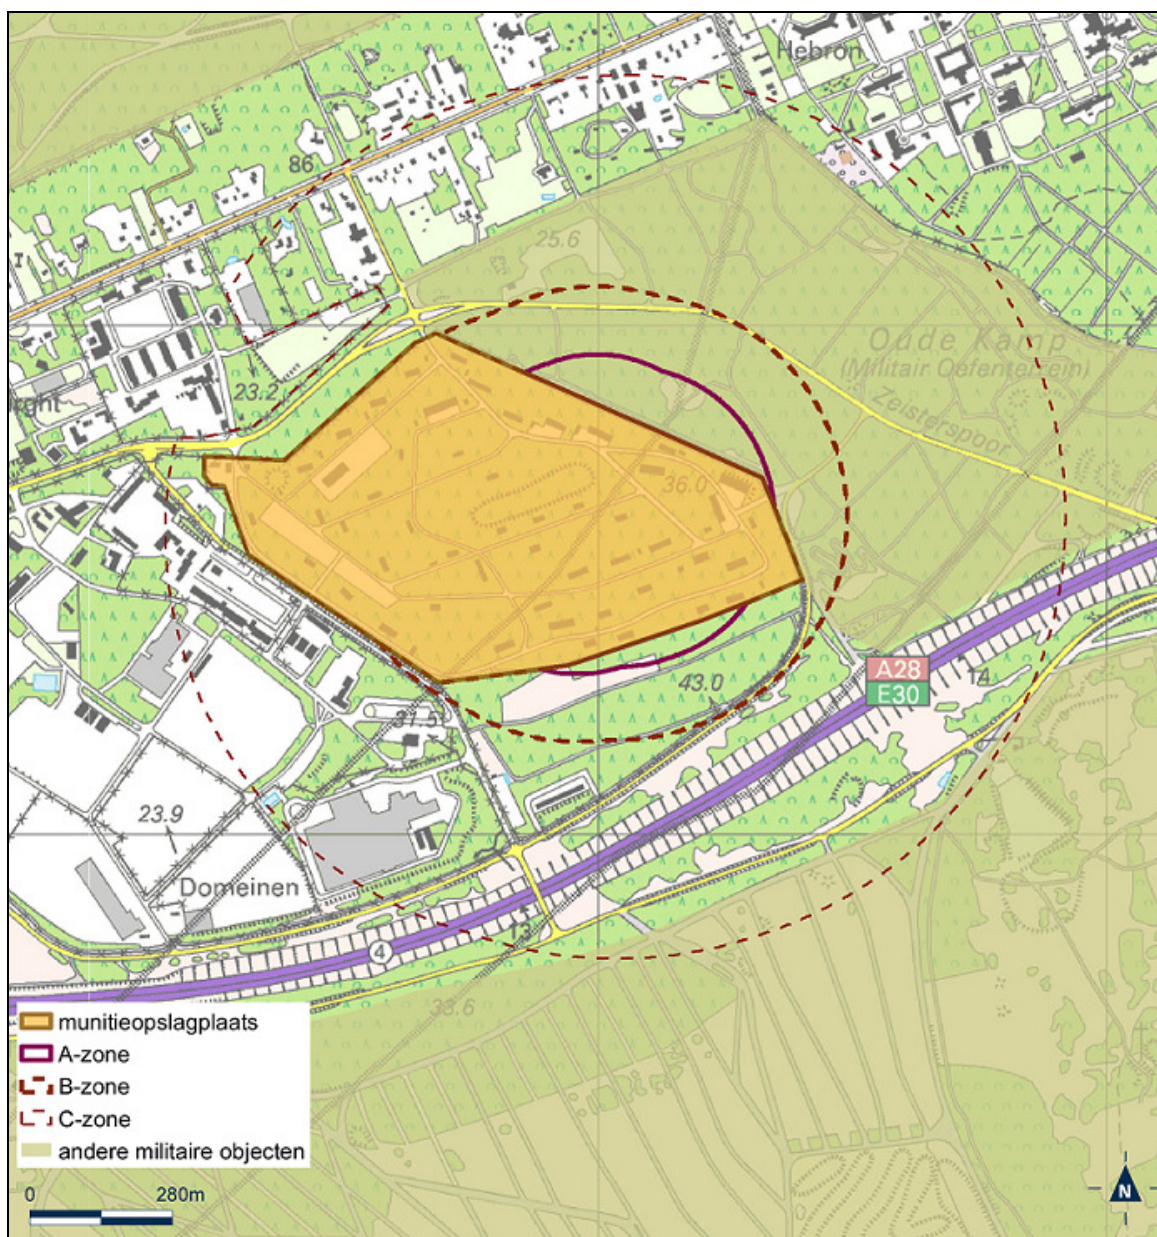 Hebron
86
25.6
Oude Kamp
(Militair Oefenterrein)
23.2
Zeisterspoor
36.0
A28
E30
14
43.0
31.5
23.9
Domeinen
13
4
33.6
munitieopslagplaats
A-zone
B-zone
C-zone
andere militaire objecten
0 280m
N